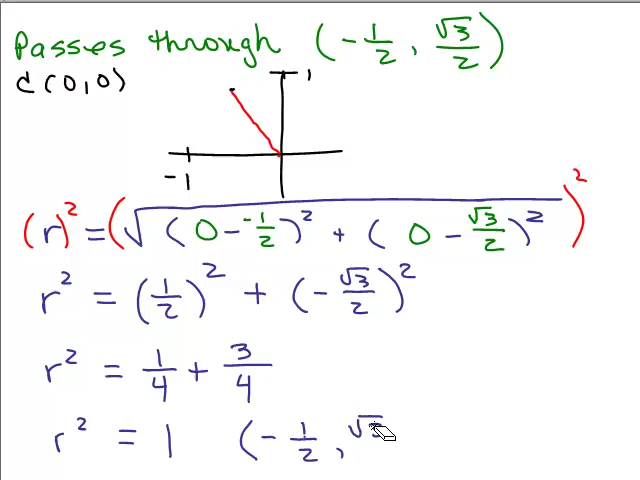 Passes through (-1/2, √3/2)
C(0,0)
1
-1
(r)² = (√((0 - -1/2)² + (0 - √3/2)²))²
r² = (1/2)² + (-√3/2)²
r² = 1/4 + 3/4
r² = 1 (-1/2, √3